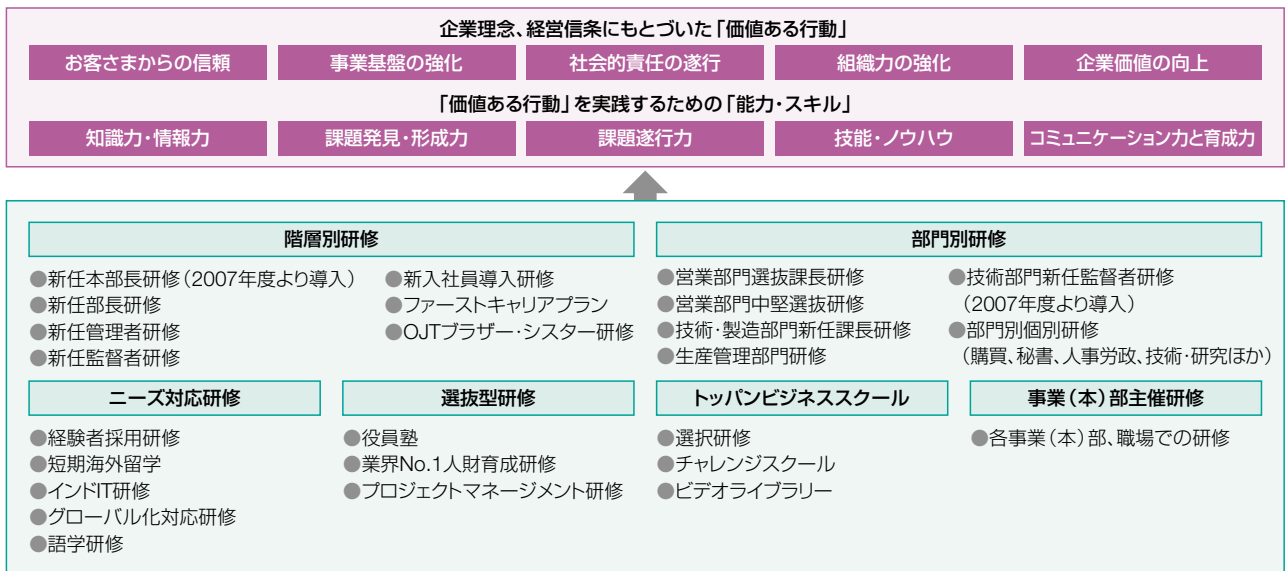 企業理念、経営信条にもとづいた「価値ある行動」
お客さまからの信頼
事業基盤の強化
社会的責任の遂行
組織力の強化
企業価値の向上
「価値ある行動」を実践するための「能力・スキル」
知識力・情報力
課題発見・形成力
課題遂行力
技能・ノウハウ
コミュニケーション力と育成力
階層別研修
●新任本部長研修（2007年度より導入）
●新任部長研修
●新任管理者研修
●新任監督者研修
●新入社員導入研修
●ファーストキャリアプラン
●OJTブラザー・シスター研修
部門別研修
●営業部門選抜課長研修
●営業部門中堅選抜研修
●技術・製造部門新任課長研修
●生産管理部門研修
●技術部門新任監督者研修
（2007年度より導入）
●部門別個別研修
（購買、秘書、人事労政、技術・研究ほか）
ニーズ対応研修
●経験者採用研修
●短期海外留学
●インドIT研修
●グローバル化対応研修
●語学研修
選抜型研修
●役員塾
●業界No.1人財育成研修
●プロジェクトマネージメント研修
トッパンビジネススクール
●選択研修
●チャレンジスクール
●ビデオライブラリー
事業（本）部主催研修
●各事業（本）部、職場での研修